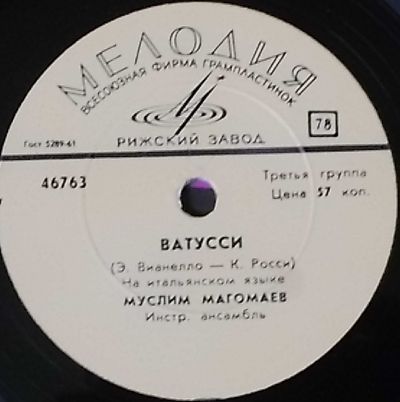 МЕЛОДИЯ
ВСЕСОЮЗНАЯ ФИРМА ГРАМПЛАСТИНОК
Гост 5289-61
РИЖСКИЙ ЗАВОД
78
46763
Третья группа
Цена 57 коп.
ВАТУССИ
(Э. Вианелло — К. Росси)
На итальянском языке
МУСЛИМ МАГОМАЕВ
Инстр. ансамбль